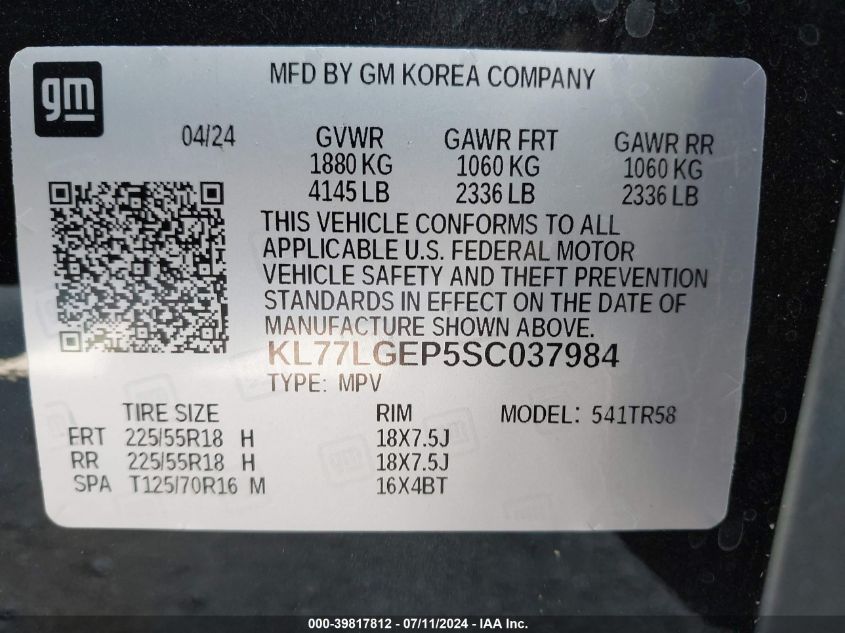 gm
MFD BY GM KOREA COMPANY
04/24 GVWR GAWR FRT GAWR RR
1880 KG 1060 KG 1060 KG
4145 LB 2336 LB 2336 LB
THIS VEHICLE CONFORMS TO ALL
APPLICABLE U.S. FEDERAL MOTOR
VEHICLE SAFETY AND THEFT PREVENTION
STANDARDS IN EFFECT ON THE DATE OF
MANUFACTURE SHOWN ABOVE.
KL77LGEP5SC037984
TYPE: MPV
TIRE SIZE RIM MODEL: 541TR58
FRT 225/55R18 H 18X7.5J
RR 225/55R18 H 18X7.5J
SPA T125/70R16 M 16X4BT
000-39817812 - 07/11/2024 - IAA, Inc.